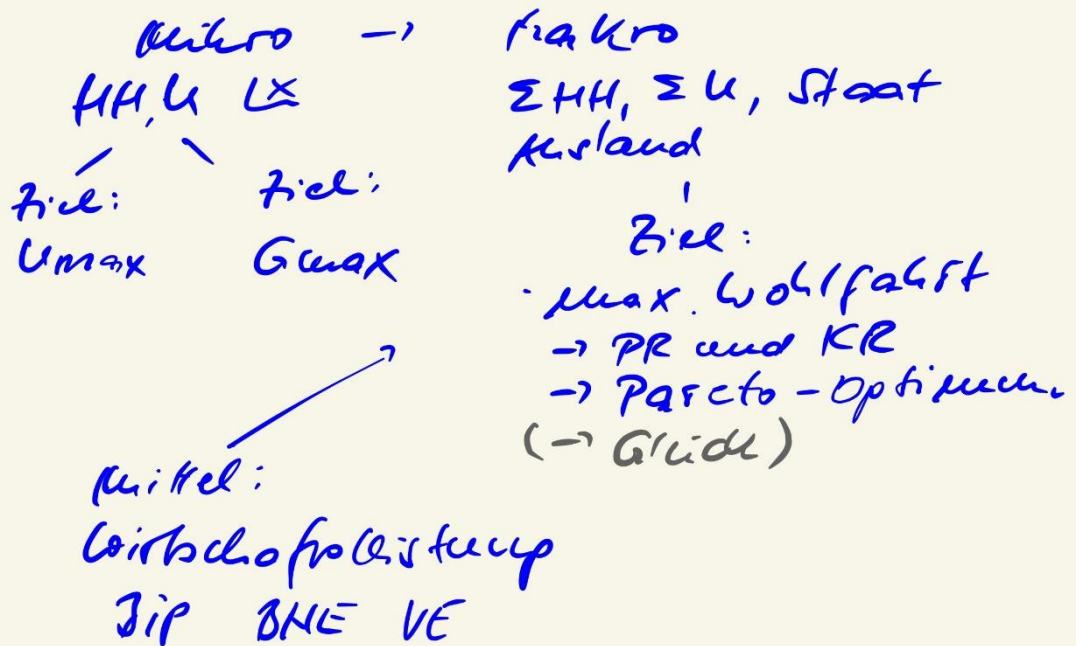 Mikro → Makro
HH, U
ΣHH, ΣU, Staat
Ausland
Ziel: Ziel:
Umax Gmax
Ziel:
· max. Wohlfahrt
→ PR und KR
→ Pareto-Optimum
(→ Glück)
Mittel:
Wirtschaftsleistung
BIP BNE VE